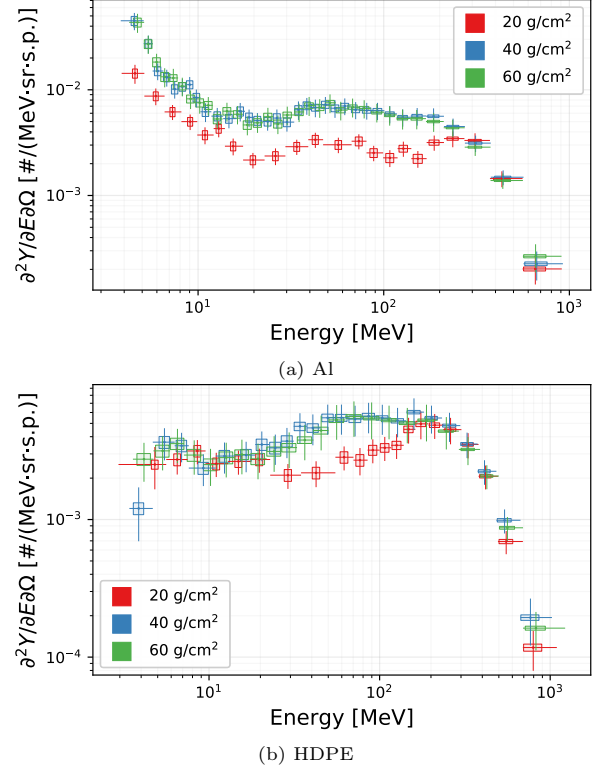 ∂²Y/∂E∂Ω [#/(MeV·sr·s.p.)]
10⁻²
10⁻³
20 g/cm²
40 g/cm²
60 g/cm²
10¹ 10² 10³
Energy [MeV]
(a) Al
∂²Y/∂E∂Ω [#/(MeV·sr·s.p.)]
10⁻³
10⁻⁴
20 g/cm²
40 g/cm²
60 g/cm²
10¹ 10² 10³
Energy [MeV]
(b) HDPE